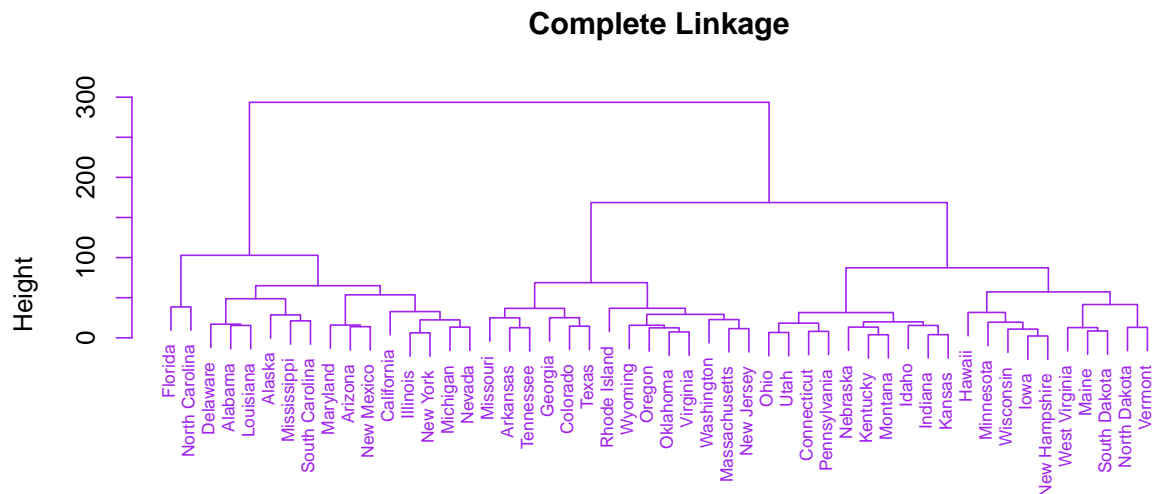 Complete Linkage
Height
0
100
200
300
Florida
North Carolina
Delaware
Alabama
Louisiana
Alaska
Mississippi
South Carolina
Maryland
Arizona
New Mexico
California
Illinois
New York
Michigan
Nevada
Missouri
Arkansas
Tennessee
Georgia
Colorado
Texas
Rhode Island
Wyoming
Oregon
Oklahoma
Virginia
Washington
Massachusetts
New Jersey
Ohio
Utah
Connecticut
Pennsylvania
Nebraska
Kentucky
Montana
Idaho
Indiana
Kansas
Hawaii
Minnesota
Wisconsin
Iowa
New Hampshire
West Virginia
Maine
South Dakota
North Dakota
Vermont